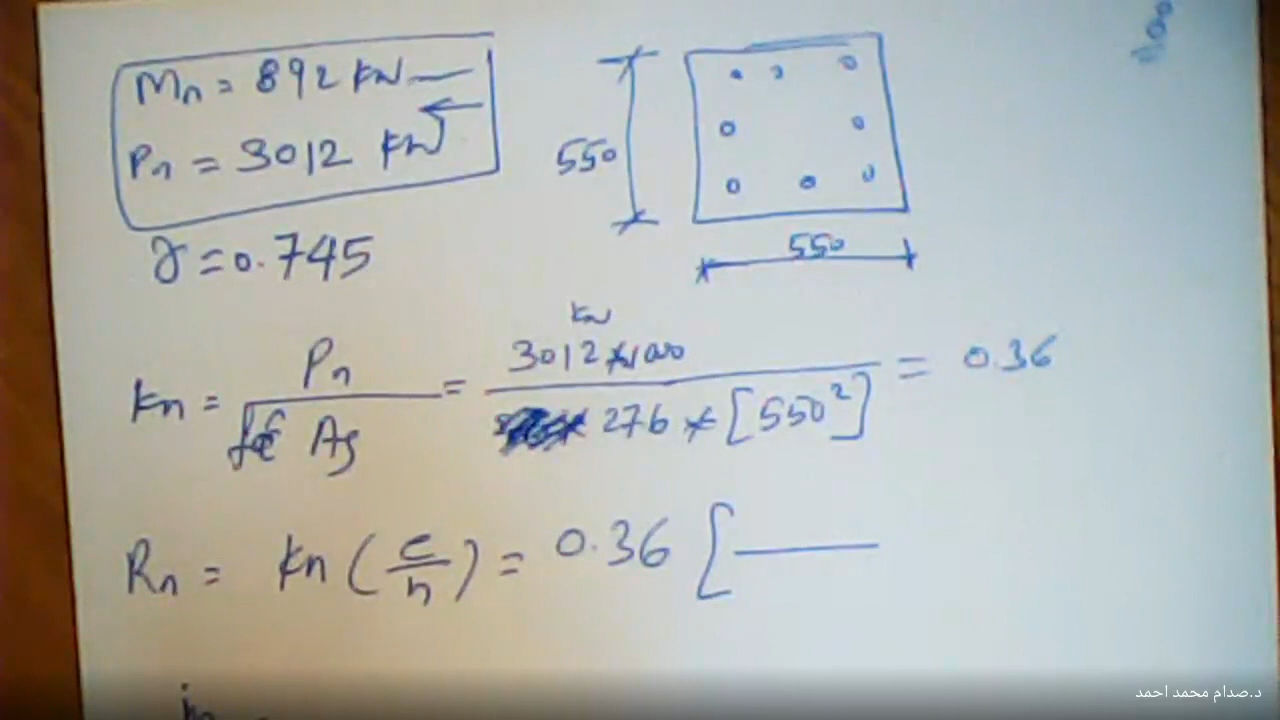 Mn = 892 kN
Pn = 3012 kN
γ = 0.745
550
550
kN
Kn = Pn / fc' Ag = 3012 * 1000 / 276 * [550²] = 0.36
Rn = Kn (e/h) = 0.36 [
د.صدام محمد احمد